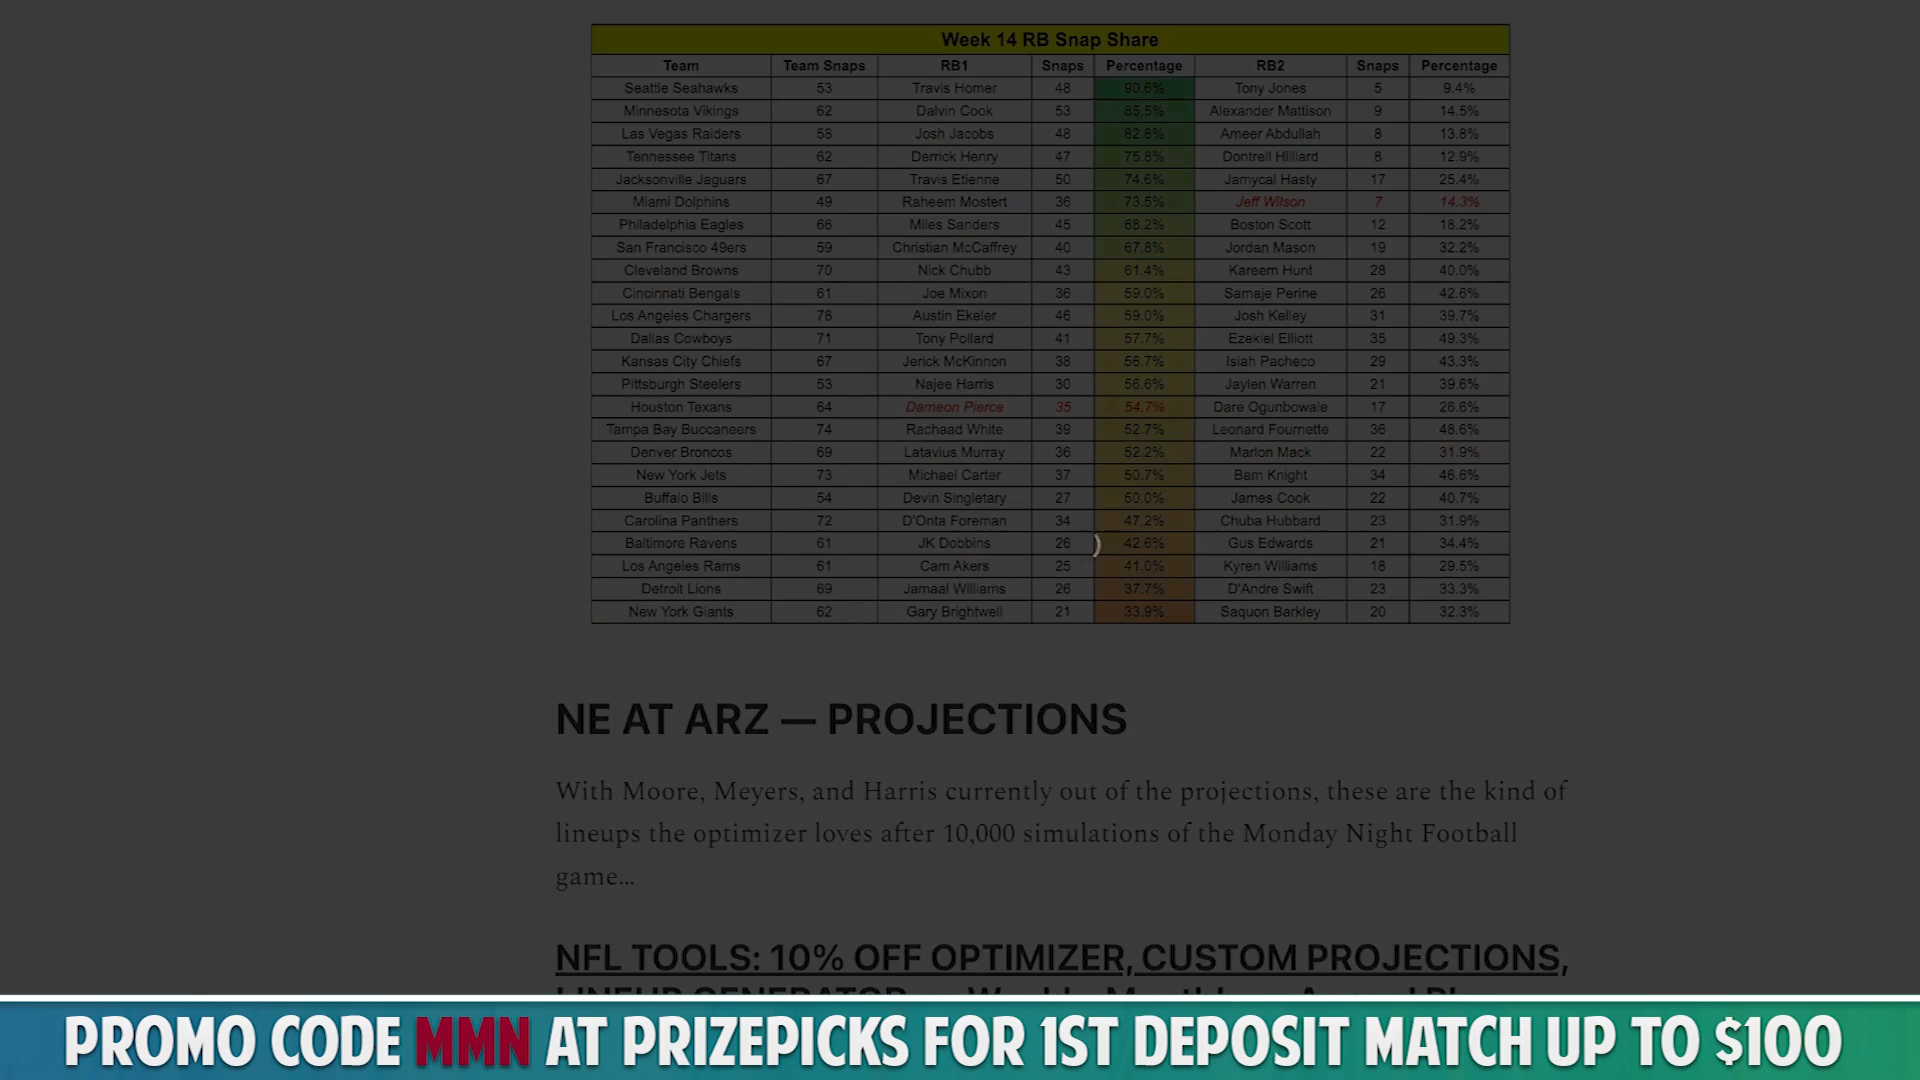 Week 14 RB Snap Share
Team Team Snaps RB1 Snaps Percentage RB2 Snaps Percentage
Seattle Seahawks 53 Travis Homer 48 90.6% Tony Jones 5 9.4%
Minnesota Vikings 62 Dalvin Cook 53 85.5% Alexander Mattison 9 14.5%
Las Vegas Raiders 58 Josh Jacobs 48 82.8% Ameer Abdullah 8 13.8%
Tennessee Titans 62 Derrick Henry 47 75.8% Dontrell Hilliard 8 12.9%
Jacksonville Jaguars 67 Travis Etienne 50 74.6% Jamycal Hasty 17 25.4%
Miami Dolphins 49 Raheem Mostert 36 73.5% Jeff Wilson 7 14.3%
Philadelphia Eagles 66 Miles Sanders 45 68.2% Boston Scott 12 18.2%
San Francisco 49ers 59 Christian McCaffrey 40 67.8% Jordan Mason 19 32.2%
Cleveland Browns 70 Nick Chubb 43 61.4% Kareem Hunt 28 40.0%
Cincinnati Bengals 61 Joe Mixon 36 59.0% Samaje Perine 26 42.6%
Los Angeles Chargers 78 Austin Ekeler 46 59.0% Josh Kelley 31 39.7%
Dallas Cowboys 71 Tony Pollard 41 57.7% Ezekiel Elliott 35 49.3%
Kansas City Chiefs 67 Jerick McKinnon 38 56.7% Isiah Pacheco 29 43.3%
Pittsburgh Steelers 53 Najee Harris 30 56.6% Jaylen Warren 21 39.6%
Houston Texans 64 Dameon Pierce 35 54.7% Dare Ogunbowale 17 26.6%
Tampa Bay Buccaneers 74 Rachaad White 39 52.7% Leonard Fournette 36 48.6%
Denver Broncos 69 Latavius Murray 36 52.2% Marlon Mack 22 31.9%
New York Jets 73 Michael Carter 37 50.7% Bam Knight 34 46.6%
Buffalo Bills 54 Devin Singletary 27 50.0% James Cook 22 40.7%
Carolina Panthers 72 D'Onta Foreman 34 47.2% Chuba Hubbard 23 31.9%
Baltimore Ravens 61 JK Dobbins 26 42.6% Gus Edwards 21 34.4%
Los Angeles Rams 61 Cam Akers 25 41.0% Kyren Williams 18 29.5%
Detroit Lions 69 Jamaal Williams 26 37.7% D'Andre Swift 23 33.3%
New York Giants 62 Gary Brightwell 21 33.9% Saquon Barkley 20 32.3%
NE AT ARZ — PROJECTIONS
With Moore, Meyers, and Harris currently out of the projections, these are the kind of
lineups the optimizer loves after 10,000 simulations of the Monday Night Football
game...
NFL TOOLS: 10% OFF OPTIMIZER, CUSTOM PROJECTIONS,
PROMO CODE MMN AT PRIZEPICKS FOR 1ST DEPOSIT MATCH UP TO $100